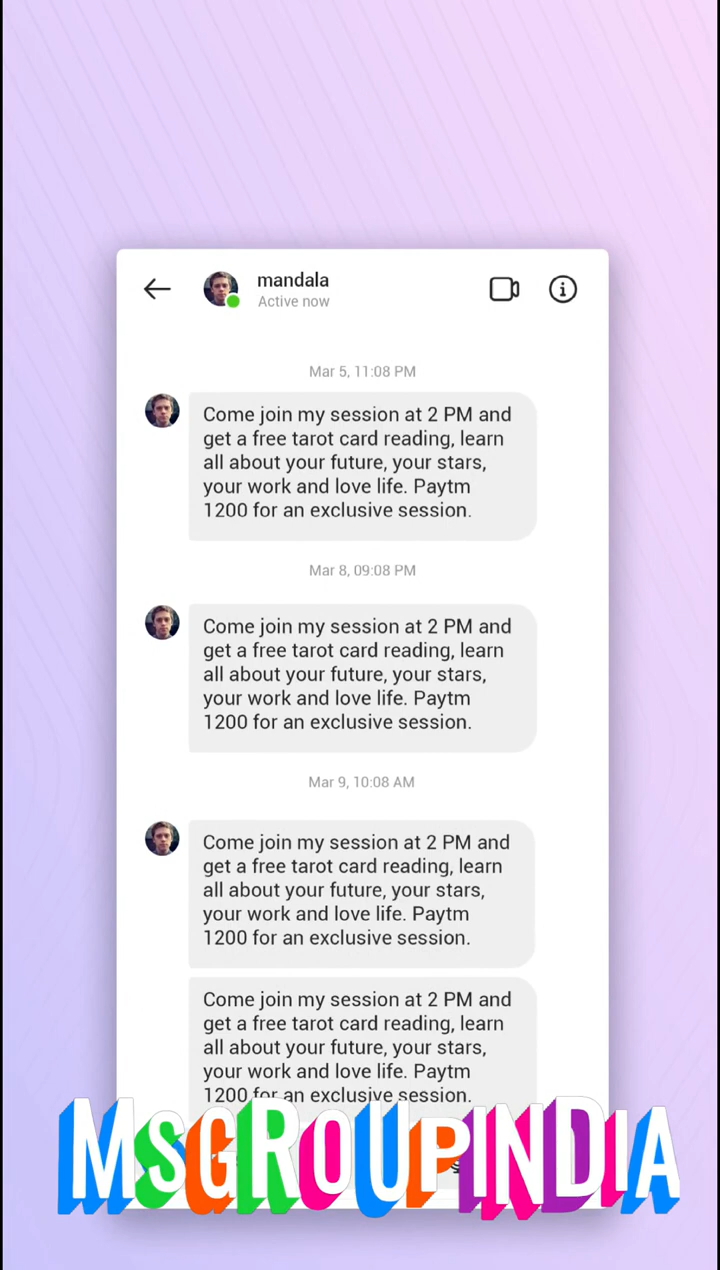 mandala
Active now
Mar 5, 11:08 PM
Come join my session at 2 PM and
get a free tarot card reading, learn
all about your future, your stars,
your work and love life. Paytm
1200 for an exclusive session.
Mar 8, 09:08 PM
Come join my session at 2 PM and
get a free tarot card reading, learn
all about your future, your stars,
your work and love life. Paytm
1200 for an exclusive session.
Mar 9, 10:08 AM
Come join my session at 2 PM and
get a free tarot card reading, learn
all about your future, your stars,
your work and love life. Paytm
1200 for an exclusive session.
Come join my session at 2 PM and
get a free tarot card reading, learn
all about your future, your stars,
your work and love life. Paytm
1200 for an exclusive session.
MSGROUPINDIA